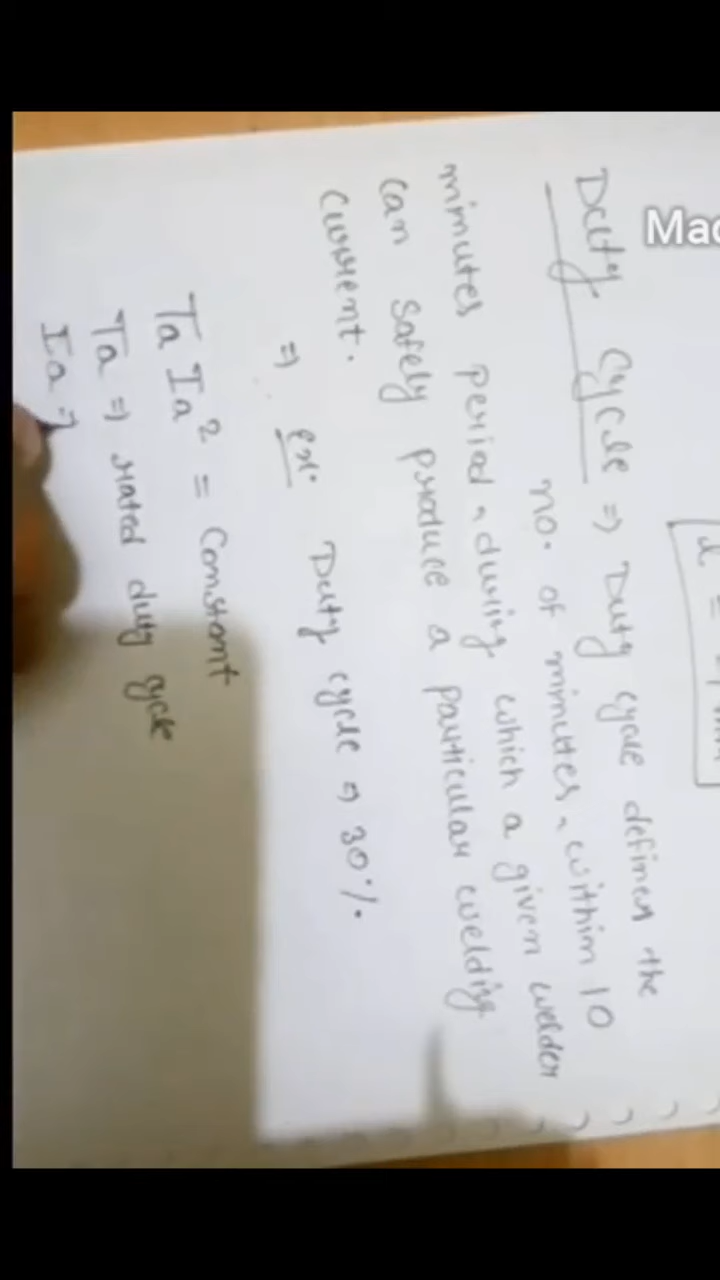 Mad
Duty Cycle ⇒ Duty cycle defines the
no. of minutes, within 10
minutes period, during which a given welder
can safely produce a particular welding
current.
⇒ ex. Duty cycle ⇒ 30%.
Ta Ia² = Constant
Ta ⇒ rated duty cycle
Ia ⇒